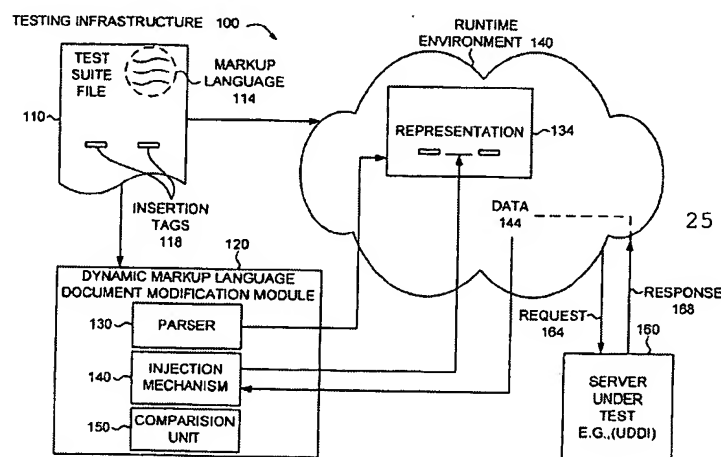 TESTING INFRASTRUCTURE 100
TEST
SUITE
FILE
MARKUP
LANGUAGE
114
110
INSERTION
TAGS
118
RUNTIME
ENVIRONMENT 140
REPRESENTATION
134
DATA
144
25
120
DYNAMIC MARKUP LANGUAGE
DOCUMENT MODIFICATION MODULE
130
PARSER
140
INJECTION
MECHANISM
150
COMPARISION
UNIT
REQUEST
164
RESPONSE
168
160
SERVER
UNDER
TEST
E.G.,(UDDI)